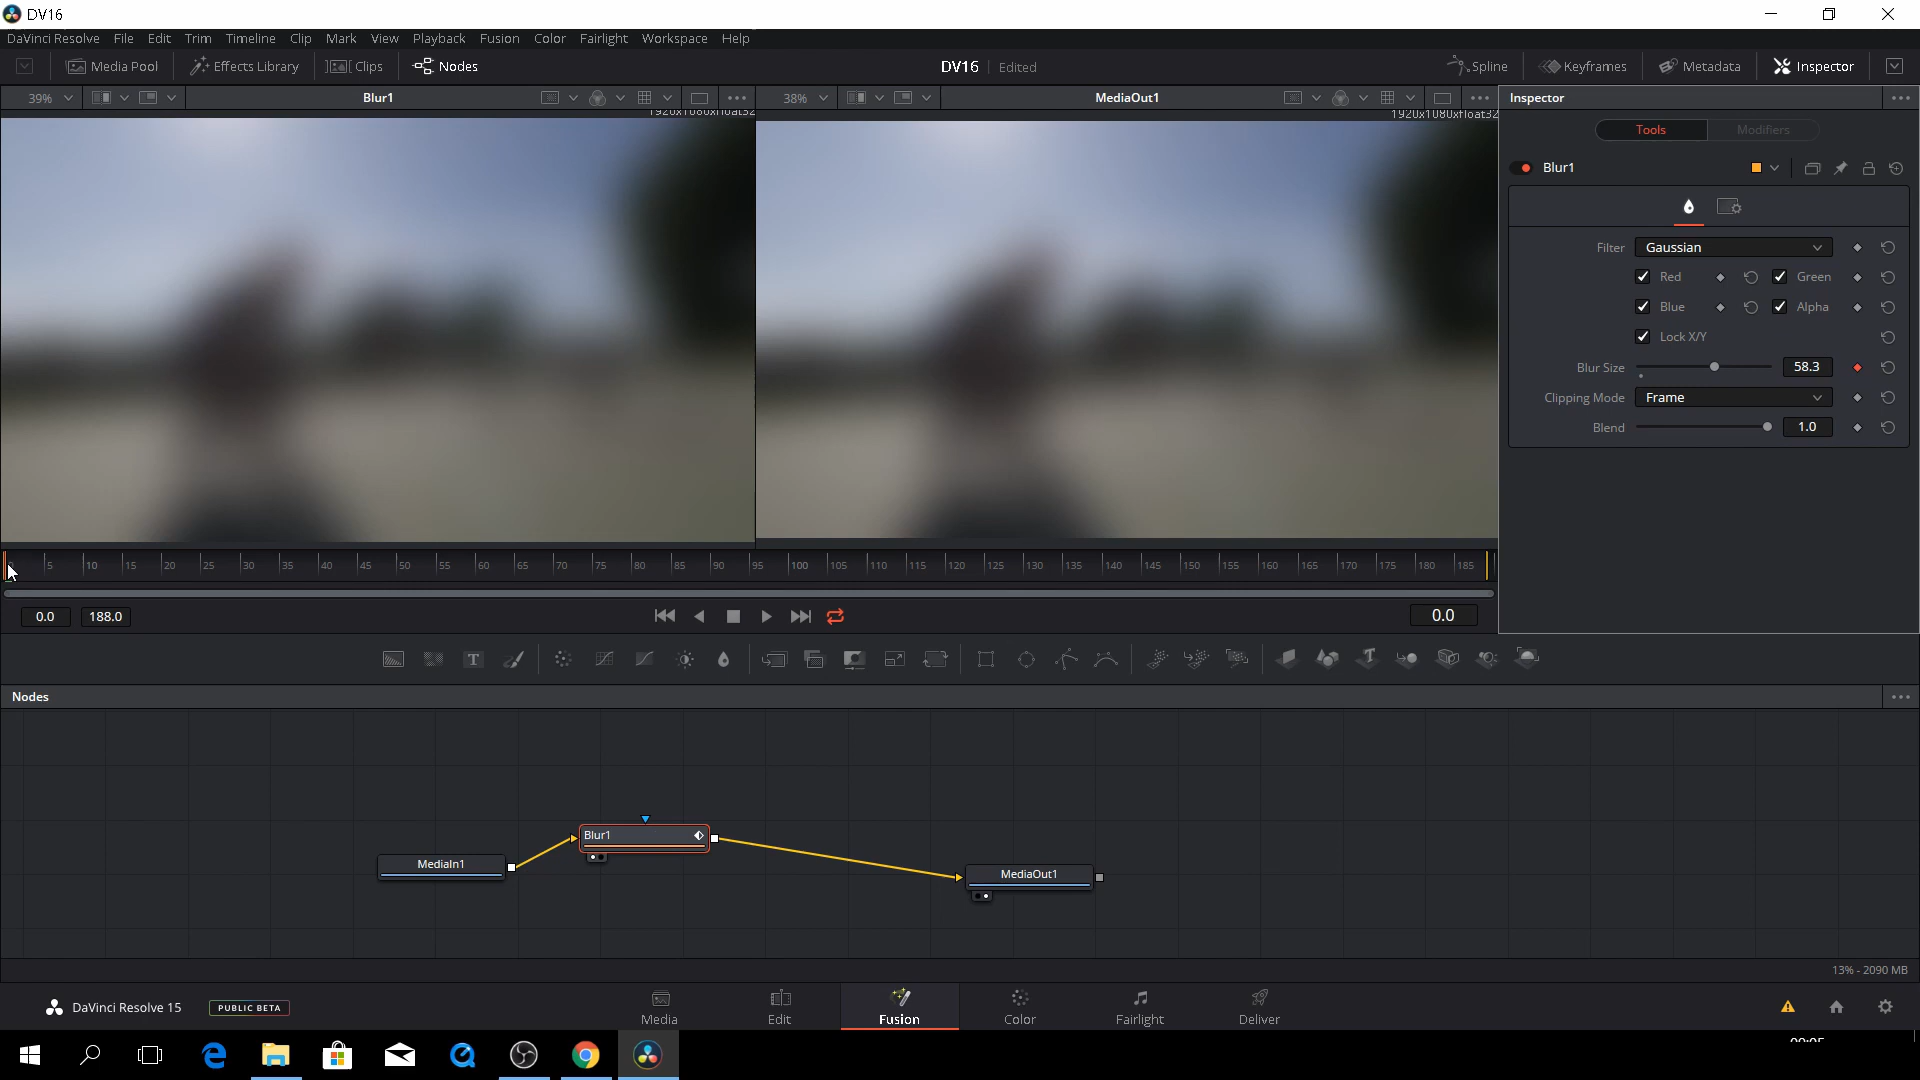 DV16
DaVinci Resolve File Edit Trim Timeline Clip Mark View Playback Fusion Color Fairlight Workspace Help
Media Pool Effects Library Clips Nodes DV16 Edited Spline Keyframes Metadata Inspector
39% Blur1 38% MediaOut1 Inspector
1920x1080xfloat32 1920x1080xfloat32
Tools Modifiers
Blur1
Filter Gaussian
Red Green
Blue Alpha
Lock X/Y
Blur Size 58.3
Clipping Mode Frame
Blend 1.0
5 10 15 20 25 30 35 40 45 50 55 60 65 70 75 80 85 90 95 100 105 110 115 120 125 130 135 140 145 150 155 160 165 170 175 180 185
0.0 188.0 0.0
T
Nodes
Blur1
MediaIn1
MediaOut1
13% - 2090 MB
DaVinci Resolve 15 PUBLIC BETA
Media Edit Fusion Color Fairlight Deliver